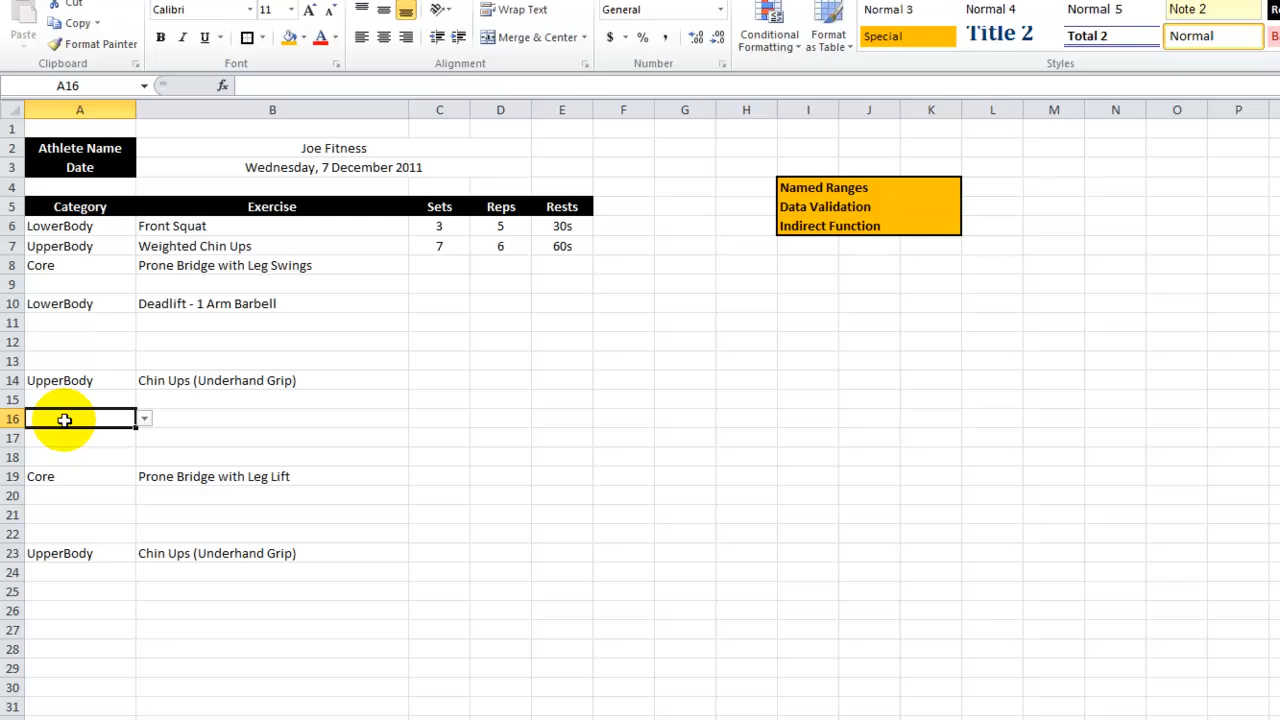 Cut
Calibri 11 A A Wrap Text General Normal 3 Normal 4 Normal 5 Note 2
Paste Copy
Format Painter B I U A Merge & Center $ % , .00 Conditional Formatting Format as Table Special Title 2 Total 2 Normal
Clipboard Font Alignment Number Styles
A16 fx
A B C D E F G H I J K L M N O P
1
2 Athlete Name Joe Fitness
3 Date Wednesday, 7 December 2011
4 Named Ranges
5 Category Exercise Sets Reps Rests Data Validation
6 LowerBody Front Squat 3 5 30s Indirect Function
7 UpperBody Weighted Chin Ups 7 6 60s
8 Core Prone Bridge with Leg Swings
9
10 LowerBody Deadlift - 1 Arm Barbell
11
12
13
14 UpperBody Chin Ups (Underhand Grip)
15
16
17
18
19 Core Prone Bridge with Leg Lift
20
21
22
23 UpperBody Chin Ups (Underhand Grip)
24
25
26
27
28
29
30
31